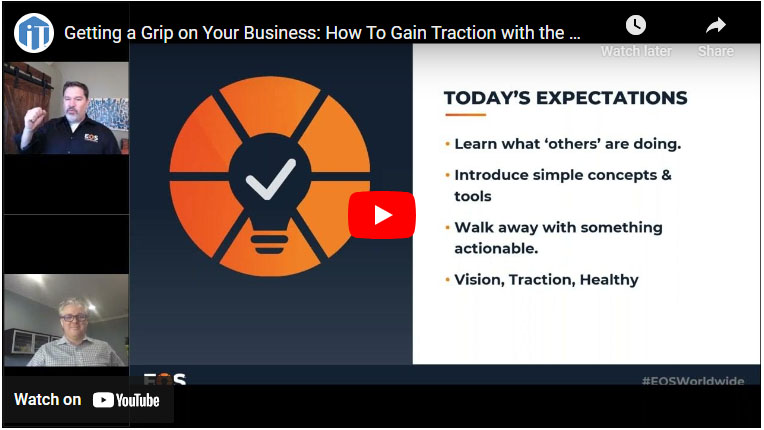 iT
Getting a Grip on Your Business: How To Gain Traction with the ...
Watch later
Share
EOS
TODAY'S EXPECTATIONS
• Learn what ‘others’ are doing.
• Introduce simple concepts &
tools
• Walk away with something
actionable.
• Vision, Traction, Healthy
EOS
#EOSWorldwide
Watch on YouTube